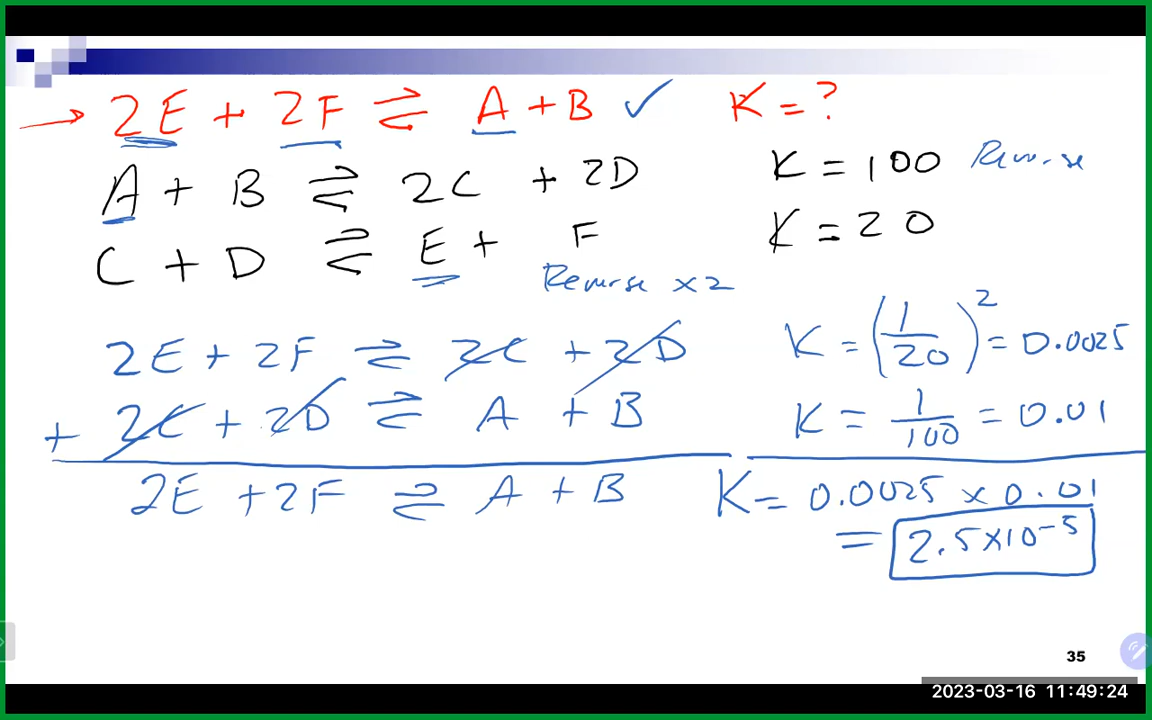 → 2E + 2F ⇌ A + B ✓ K = ?
A + B ⇌ 2C + 2D K = 100 Reverse
C + D ⇌ E + F K = 20
Reverse x2
2E + 2F ⇌ 2C + 2D K = (1/20)² = 0.0025
+ 2C + 2D ⇌ A + B K = 1/100 = 0.01
2E + 2F ⇌ A + B K = 0.0025 x 0.01
= 2.5x10⁻⁵
35
2023-03-16 11:49:24